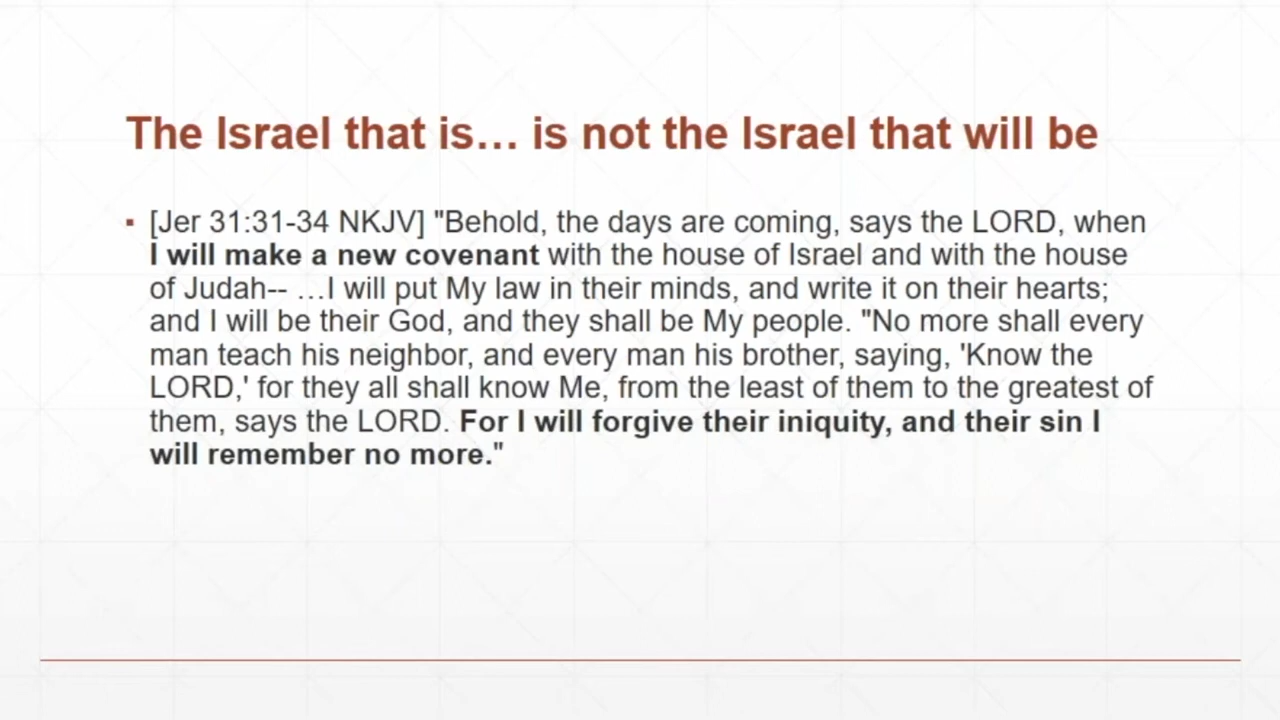 The Israel that is... is not the Israel that will be
▪ [Jer 31:31-34 NKJV] "Behold, the days are coming, says the LORD, when
I will make a new covenant with the house of Israel and with the house
of Judah-- ...I will put My law in their minds, and write it on their hearts;
and I will be their God, and they shall be My people. "No more shall every
man teach his neighbor, and every man his brother, saying, 'Know the
LORD,' for they all shall know Me, from the least of them to the greatest of
them, says the LORD. For I will forgive their iniquity, and their sin I
will remember no more."